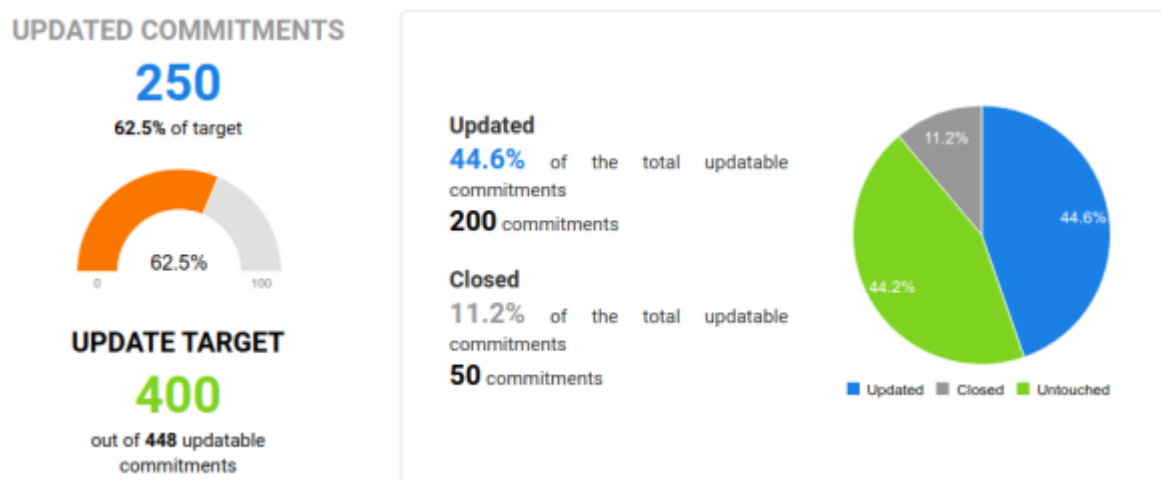 UPDATED COMMITMENTS
250
62.5% of target
62.5%
0 100
UPDATE TARGET
400
out of 448 updatable
commitments
Updated
44.6% of the total updatable
commitments
200 commitments
Closed
11.2% of the total updatable
commitments
50 commitments
11.2%
44.6%
44.2%
Updated Closed Untouched